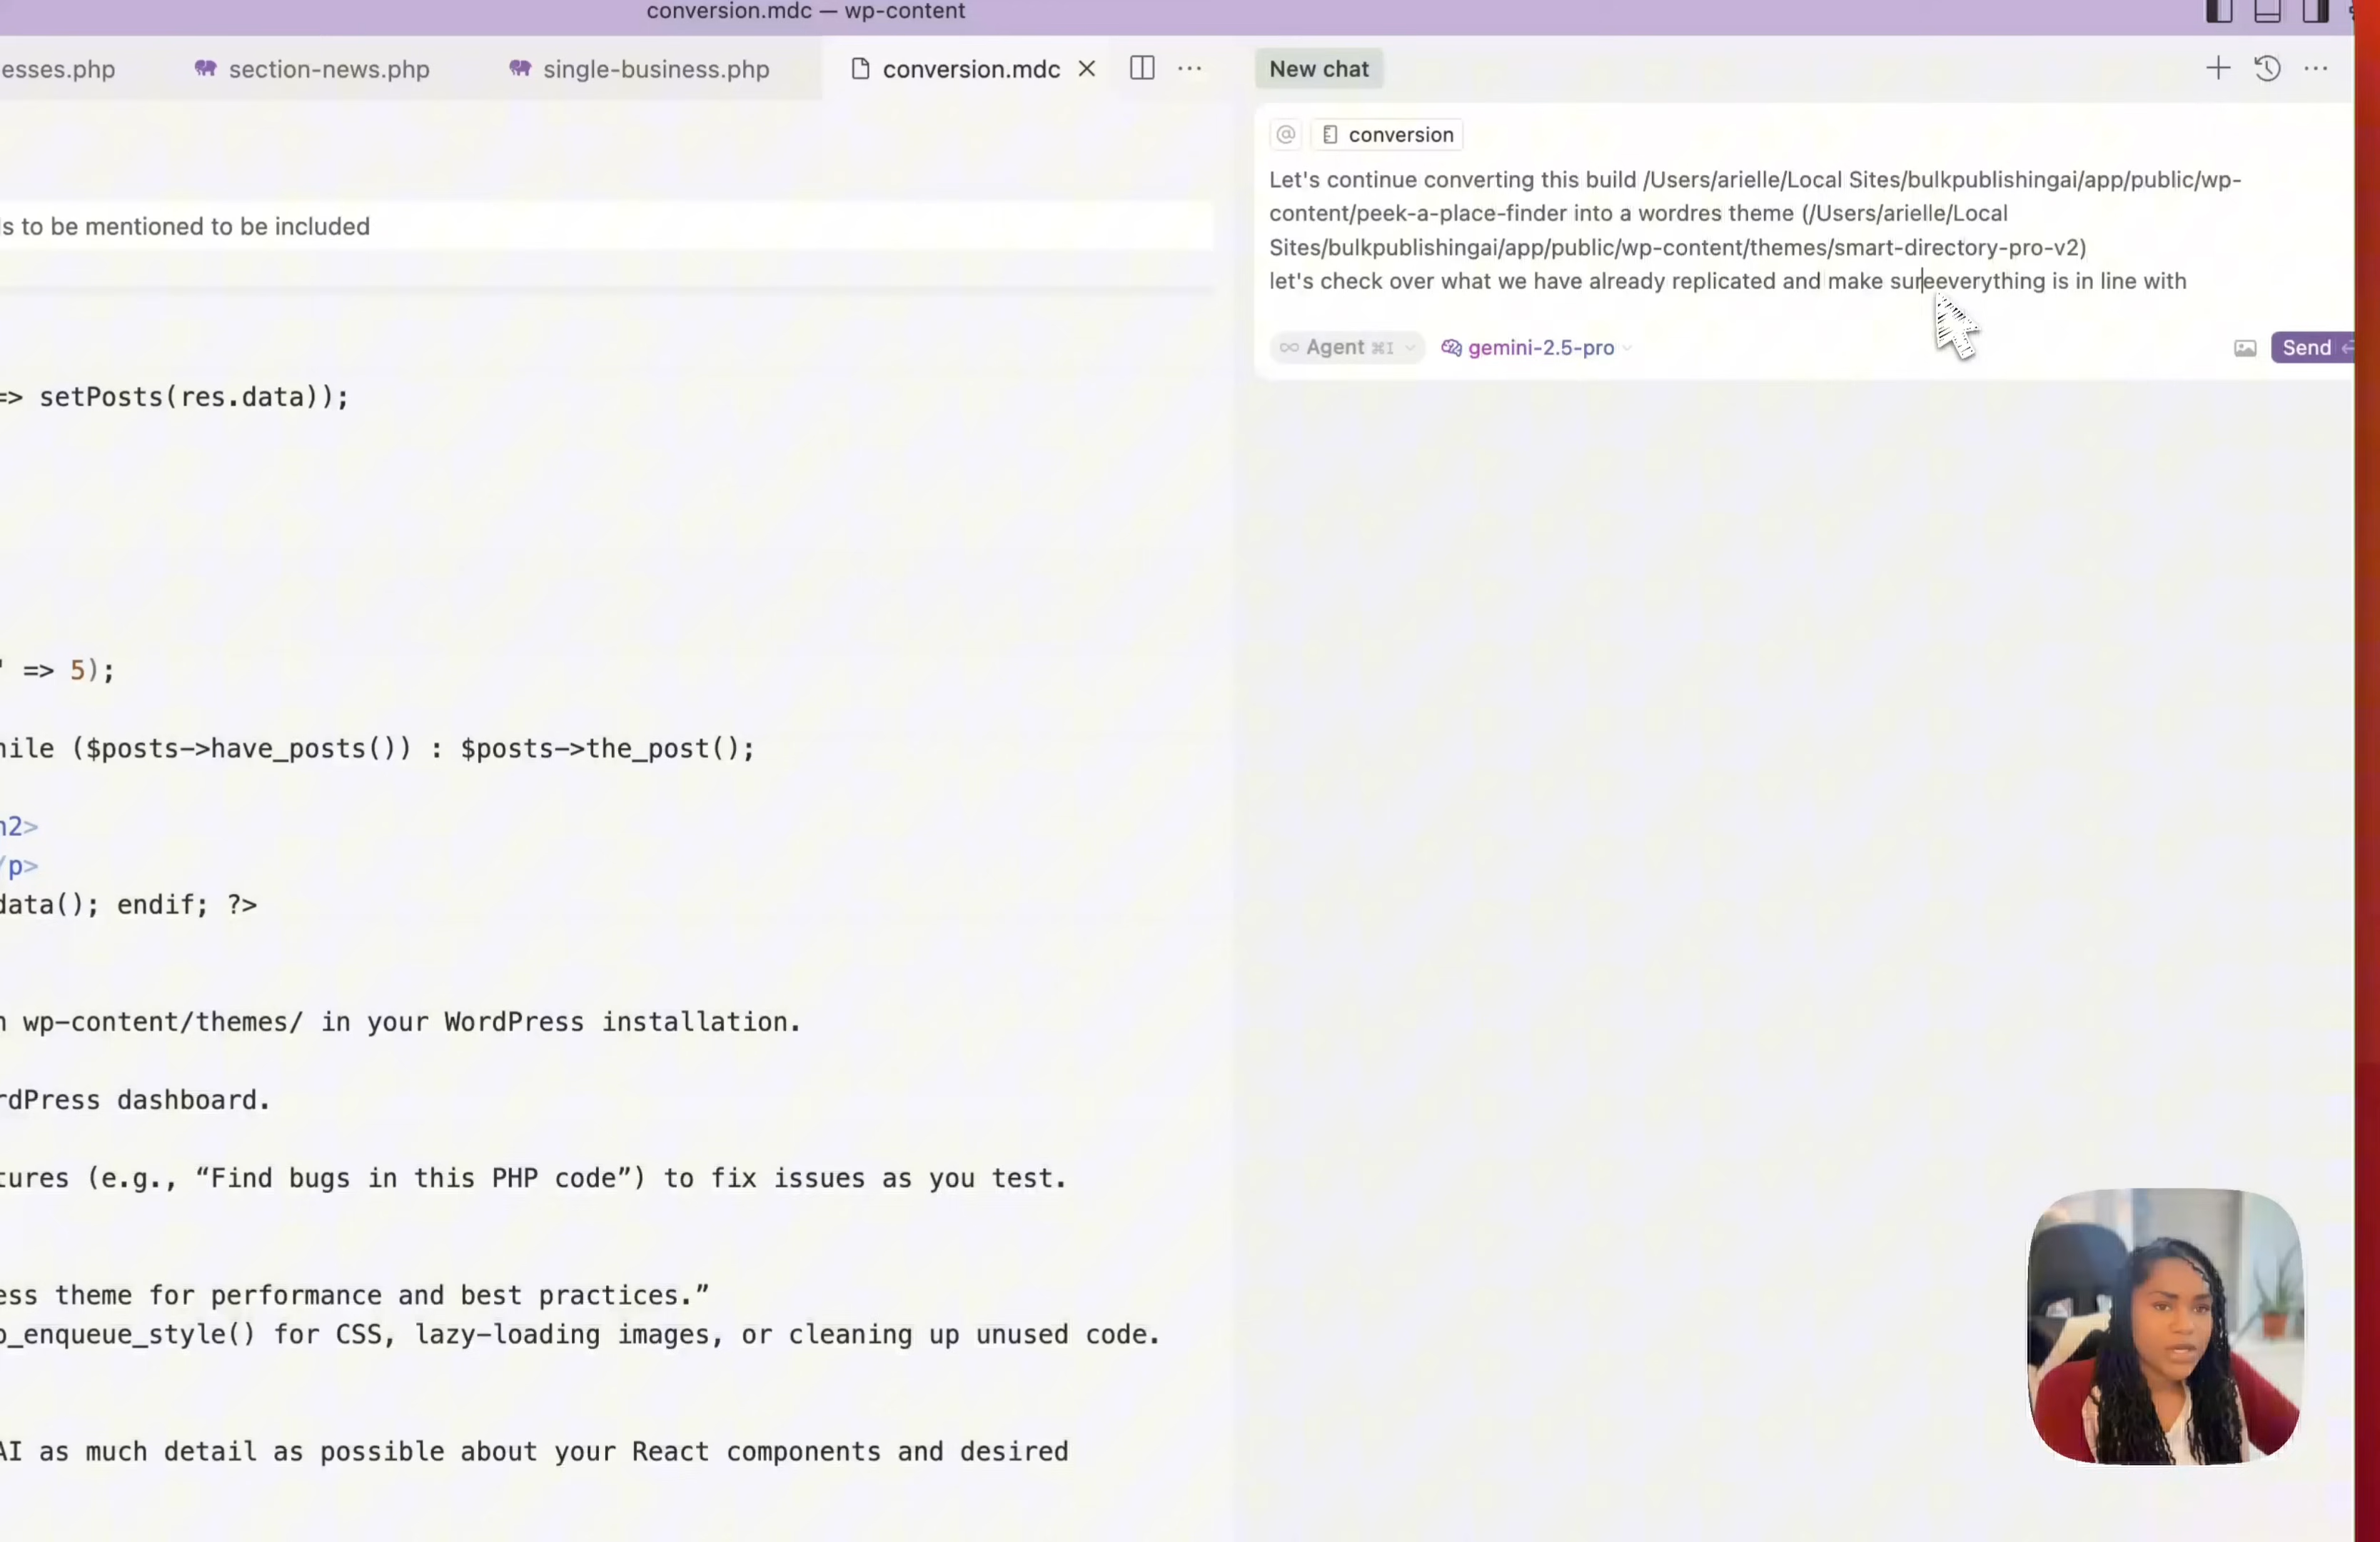 conversion.mdc — wp-content
esses.php
section-news.php
single-business.php
conversion.mdc
New chat
s to be mentioned to be included
=> setPosts(res.data));
' => 5);
hile ($posts->have_posts()) : $posts->the_post();
h2>
/p>
data(); endif; ?>
n wp-content/themes/ in your WordPress installation.
rdPress dashboard.
tures (e.g., “Find bugs in this PHP code”) to fix issues as you test.
ess theme for performance and best practices.”
p_enqueue_style() for CSS, lazy-loading images, or cleaning up unused code.
AI as much detail as possible about your React components and desired
@ conversion
Let's continue converting this build /Users/arielle/Local Sites/bulkpublishingai/app/public/wp-
content/peek-a-place-finder into a wordres theme (/Users/arielle/Local
Sites/bulkpublishingai/app/public/wp-content/themes/smart-directory-pro-v2)
let's check over what we have already replicated and make sureeverything is in line with
∞ Agent ⌘I gemini-2.5-pro Send